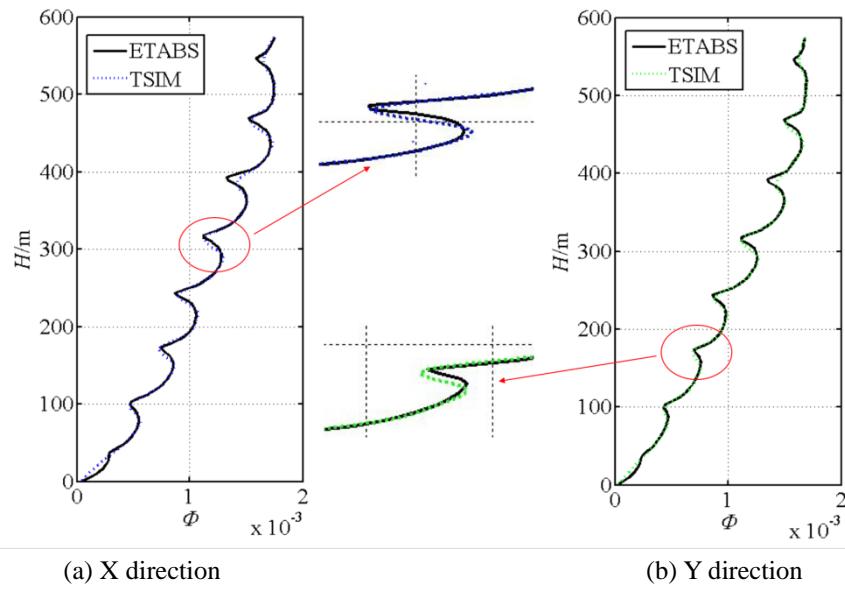 600
500
400
300
200
100
0
H/m
ETABS
TSIM
0
1
2
Φ
x 10⁻³
(a) X direction
600
500
400
300
200
100
0
H/m
ETABS
TSIM
0
1
2
Φ
x 10⁻³
(b) Y direction